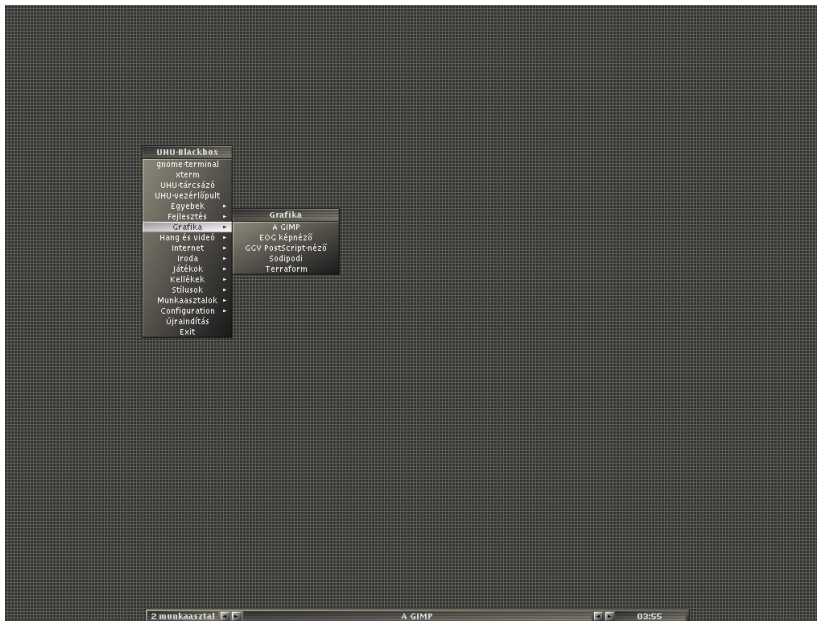 UHU-Blackbox
gnome-terminal
xterm
UHU-tárcsázó
UHU-vezérlőpult
Egyebek
Fejlesztés
Grafika
Hang és videó
Internet
Iroda
Játékok
Kellékek
Stílusok
Munkaasztalok
Configuration
Újraindítás
Exit
Grafika
A GIMP
EOG képnéző
GGV PostScript-néző
Sodipodi
Terraform
2 munkaasztal
A GIMP
03:55